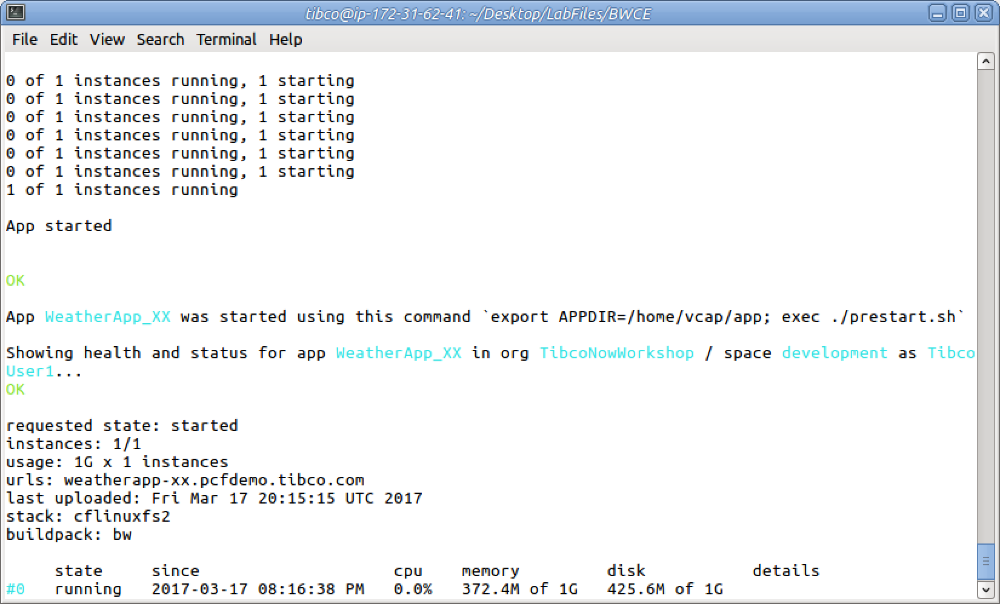 tibco@ip-172-31-62-41: ~/Desktop/LabFiles/BWCE
File Edit View Search Terminal Help
0 of 1 instances running, 1 starting
0 of 1 instances running, 1 starting
0 of 1 instances running, 1 starting
0 of 1 instances running, 1 starting
0 of 1 instances running, 1 starting
0 of 1 instances running, 1 starting
1 of 1 instances running
App started
OK
App WeatherApp_XX was started using this command `export APPDIR=/home/vcap/app; exec ./prestart.sh`
Showing health and status for app WeatherApp_XX in org TibcoNowWorkshop / space development as Tibco
User1...
OK
requested state: started
instances: 1/1
usage: 1G x 1 instances
urls: weatherapp-xx.pcfdemo.tibco.com
last uploaded: Fri Mar 17 20:15:15 UTC 2017
stack: cflinuxfs2
buildpack: bw
state since cpu memory disk details
#0 running 2017-03-17 08:16:38 PM 0.0% 372.4M of 1G 425.6M of 1G